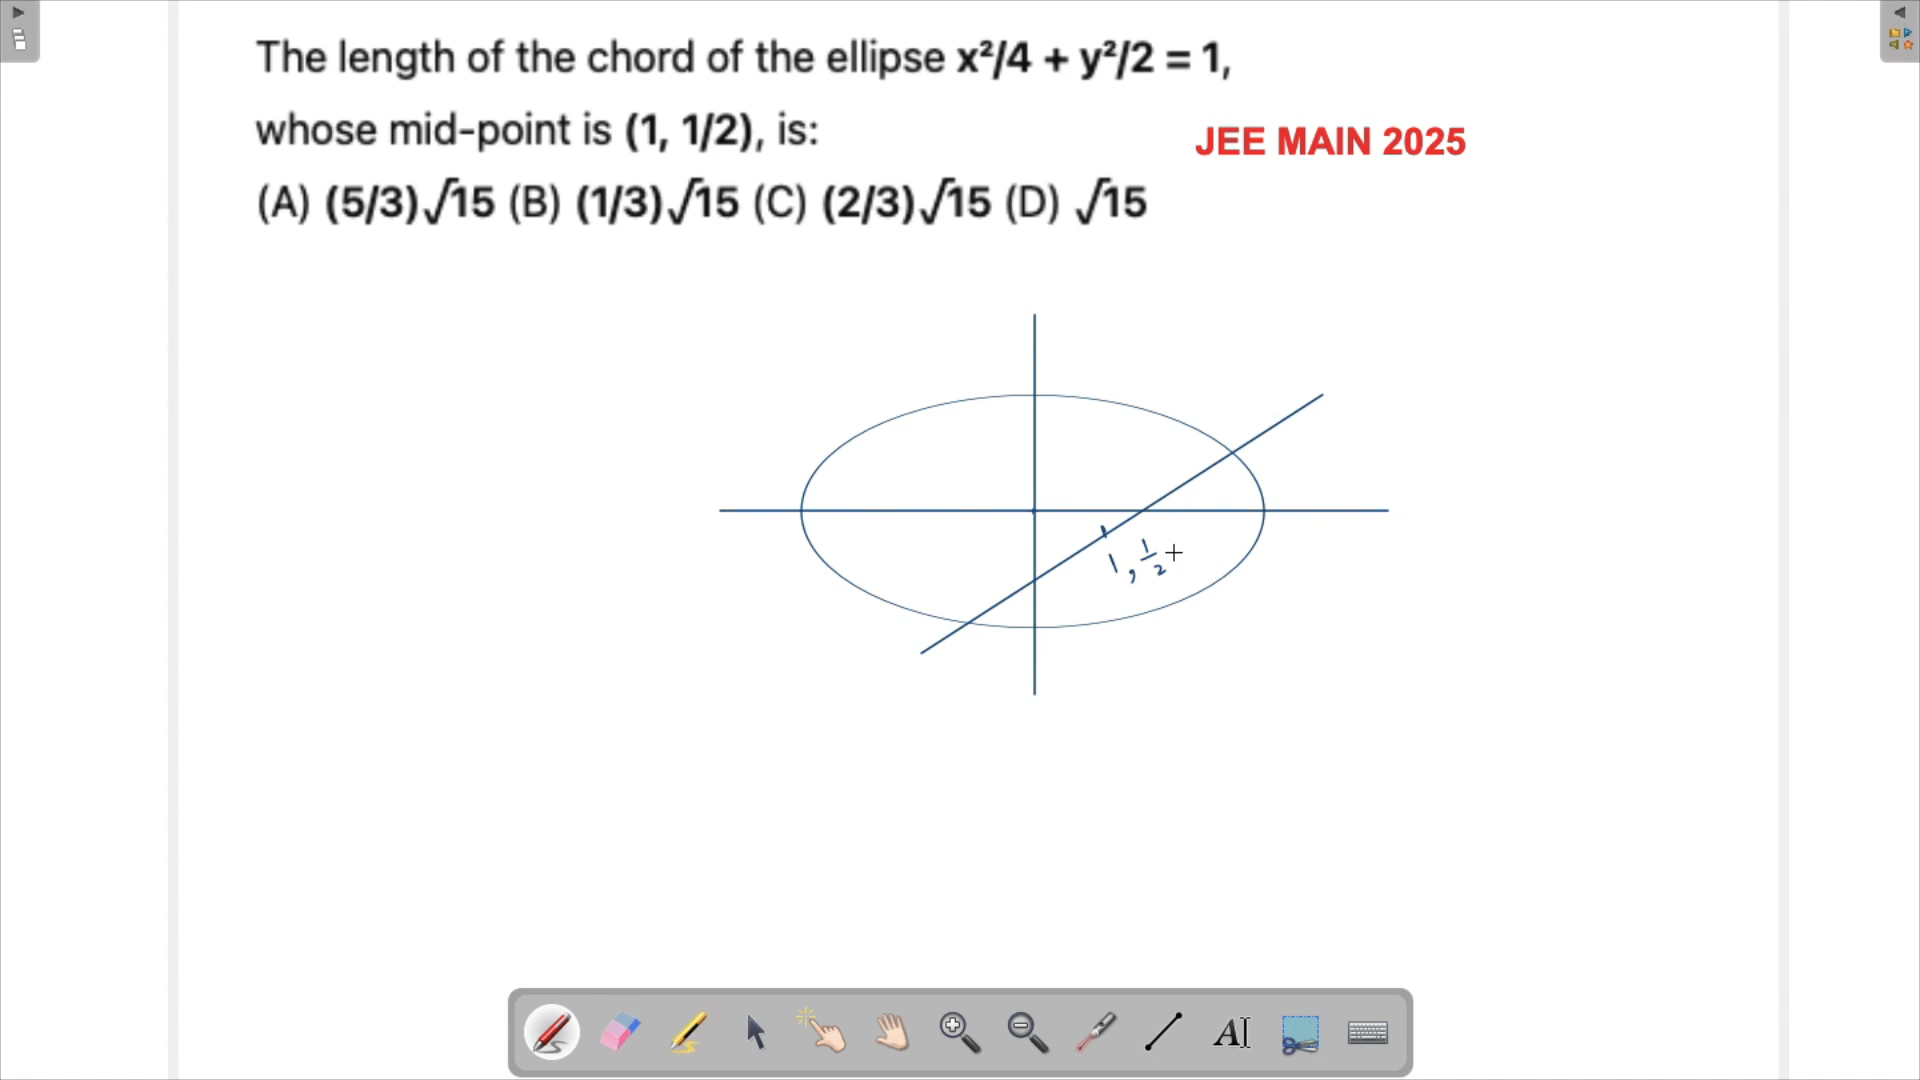 The length of the chord of the ellipse x²/4 + y²/2 = 1,
whose mid-point is (1, 1/2), is:
JEE MAIN 2025
(A) (5/3)√15 (B) (1/3)√15 (C) (2/3)√15 (D) √15
1, 1/2
AI